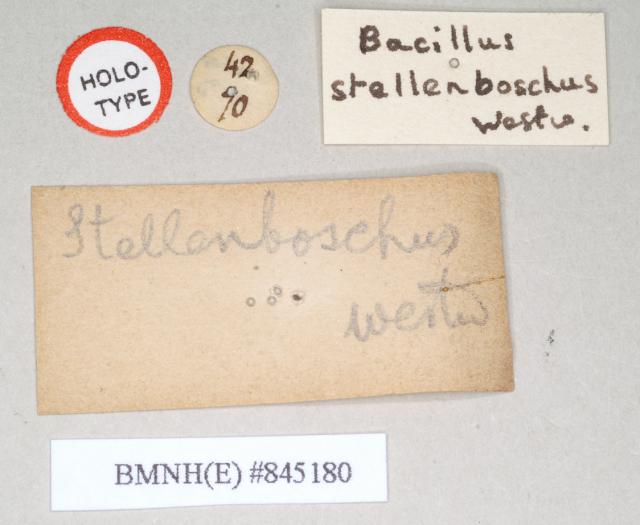 HOLO-
TYPE
42
70
Bacillus
stellenboschus
Westw.
Stellenboschus
Westw
BMNH(E) #845180